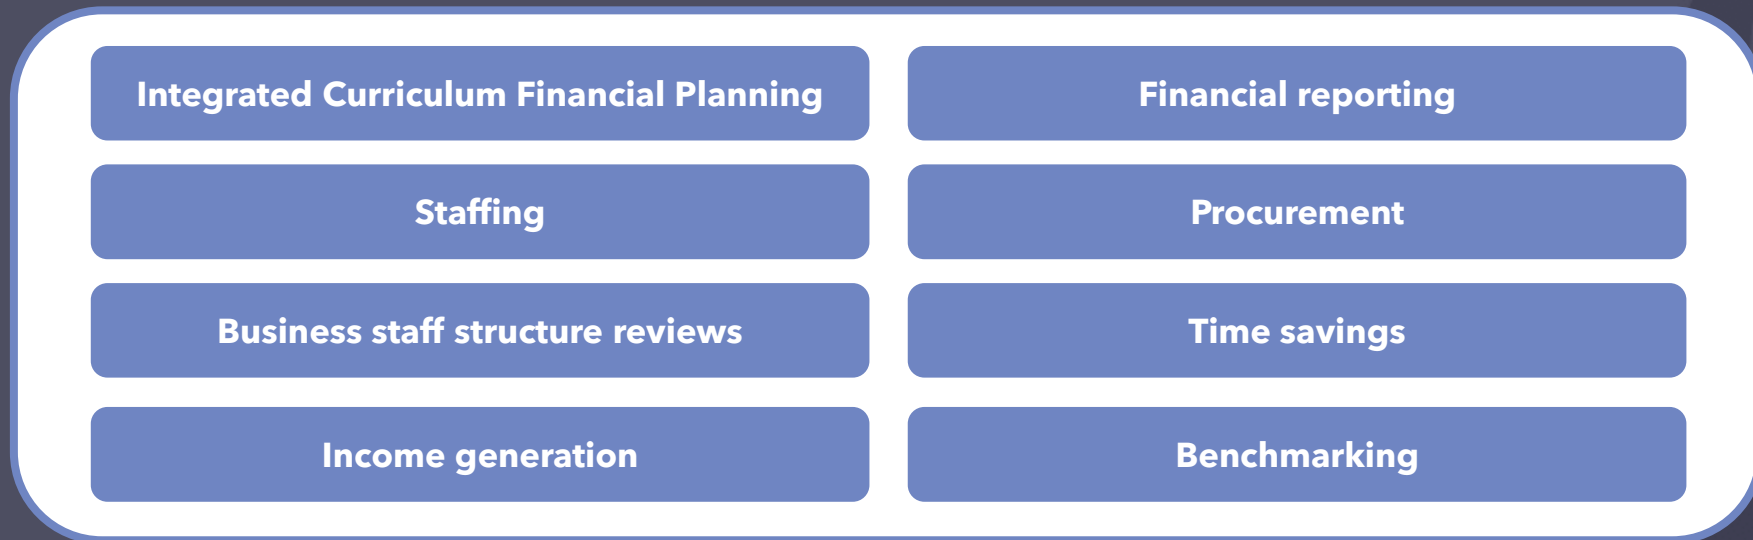 Integrated Curriculum Financial Planning
Financial reporting
Staffing
Procurement
Business staff structure reviews
Time savings
Income generation
Benchmarking